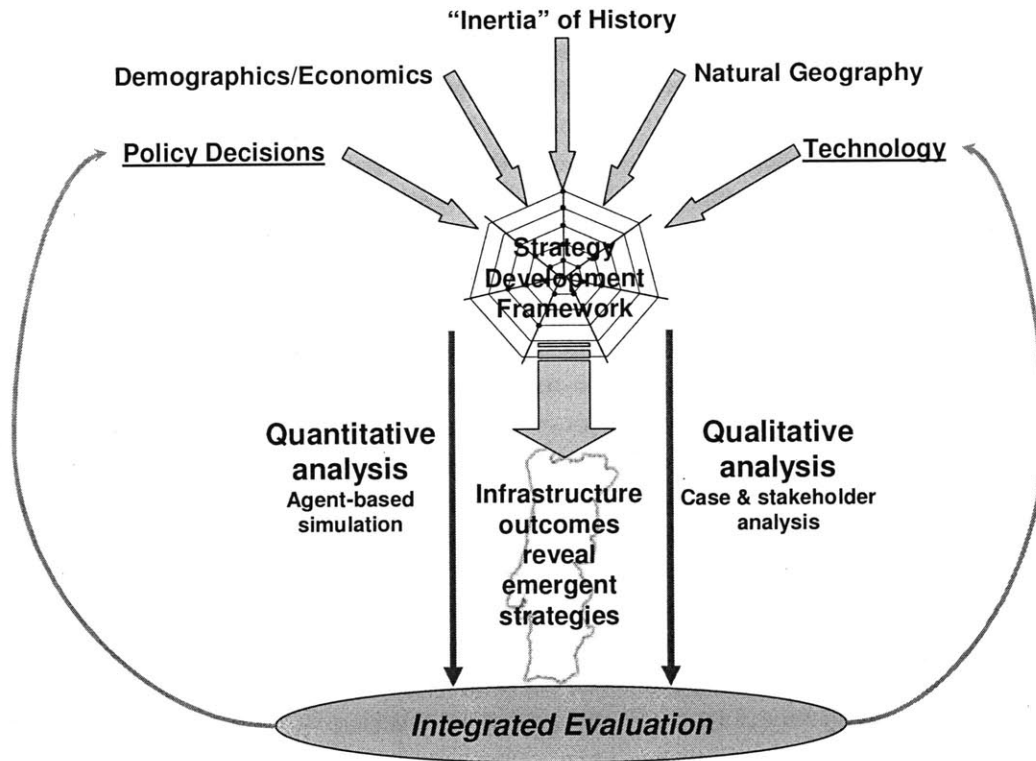 “Inertia” of History
Demographics/Economics
Natural Geography
Policy Decisions
Technology
Strategy
Development
Framework
Quantitative
analysis
Agent-based
simulation
Qualitative
analysis
Case & stakeholder
analysis
Infrastructure
outcomes
reveal
emergent
strategies
Integrated Evaluation